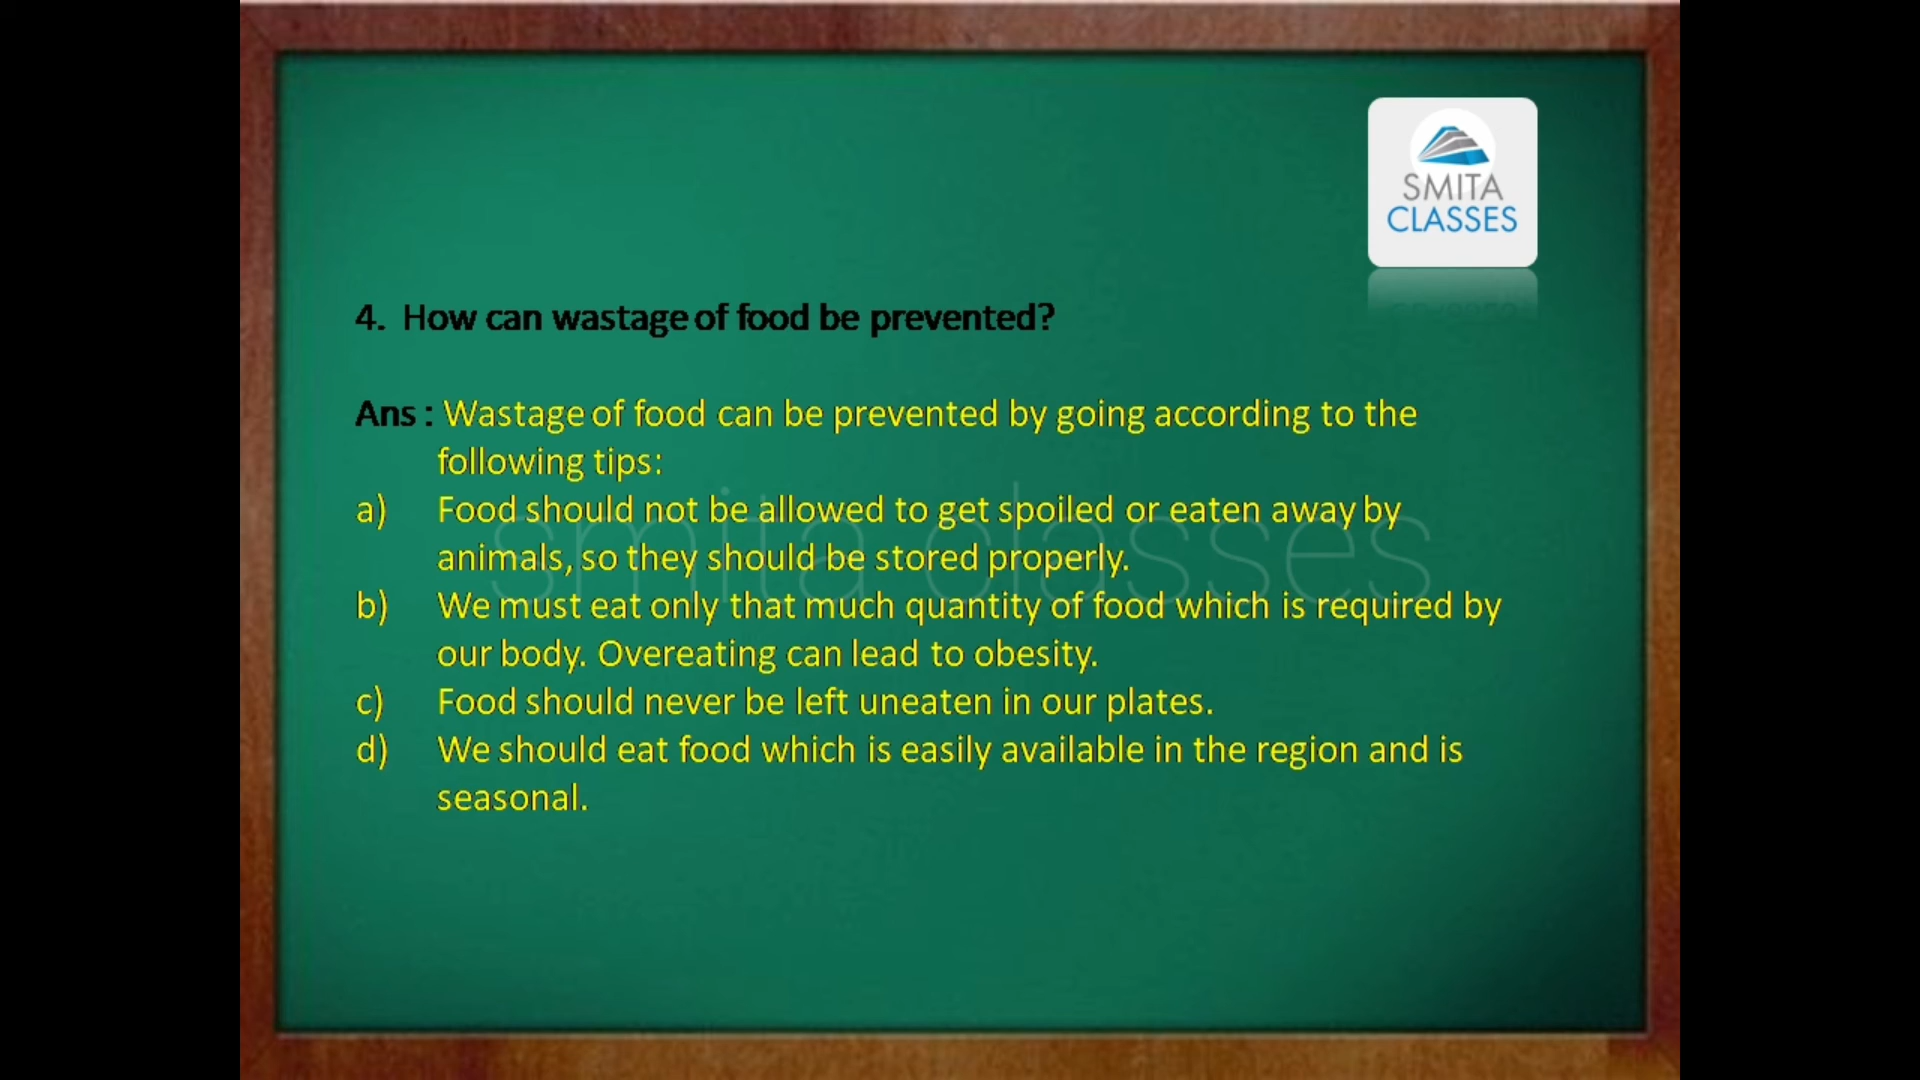 SMITA
CLASSES
4. How can wastage of food be prevented?
Ans : Wastage of food can be prevented by going according to the
following tips:
a) Food should not be allowed to get spoiled or eaten away by
animals, so they should be stored properly.
b) We must eat only that much quantity of food which is required by
our body. Overeating can lead to obesity.
c) Food should never be left uneaten in our plates.
d) We should eat food which is easily available in the region and is
seasonal.
smita classes